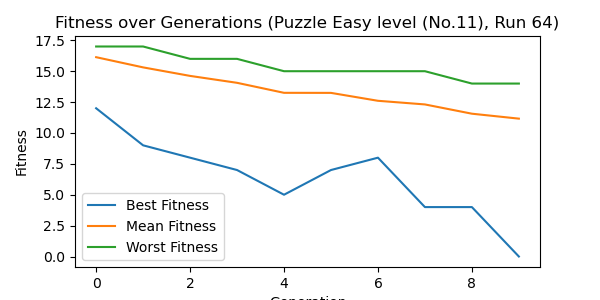 Fitness over Generations (Puzzle Easy level (No.11), Run 64)
17.5
15.0
12.5
10.0
7.5
5.0
2.5
0.0
Fitness
Best Fitness
Mean Fitness
Worst Fitness
0 2 4 6 8
Generation